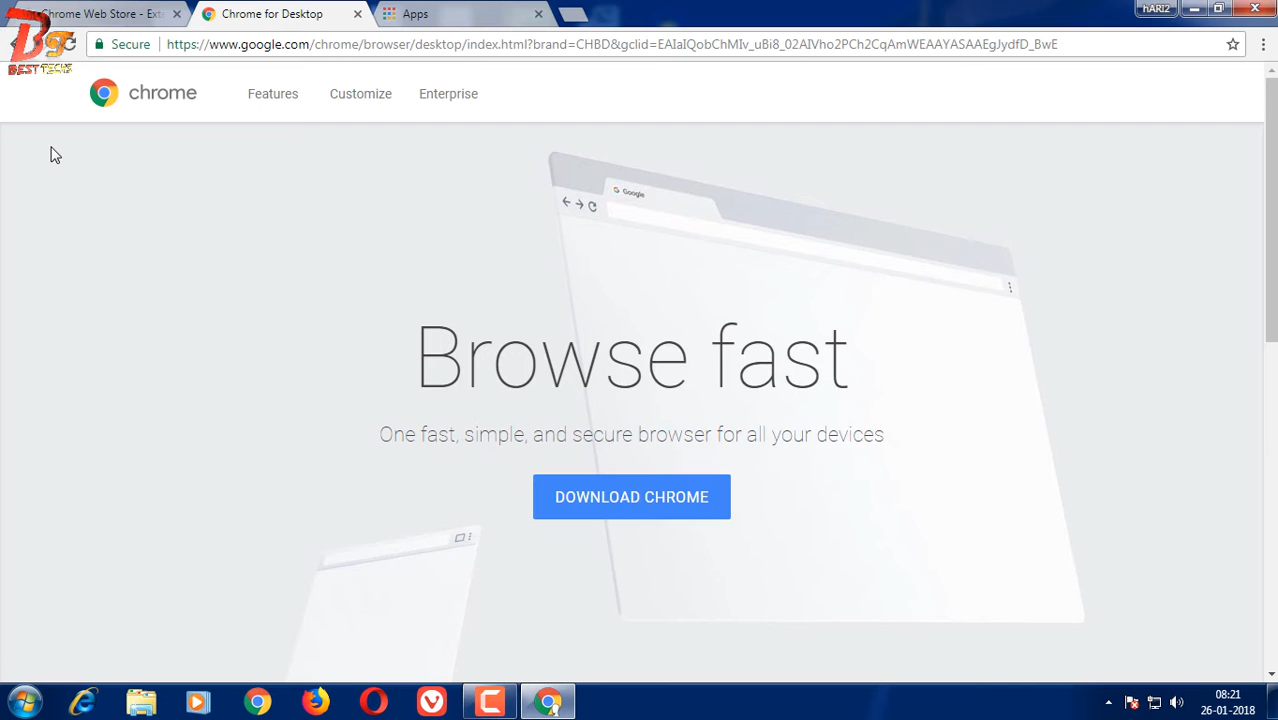 Chrome Web Store - Exte
Chrome for Desktop
Apps
hARI2
BEST TECHS
Secure
https://www.google.com/chrome/browser/desktop/index.html?brand=CHBD&gclid=EAIaIQobChMIv_uBi8_02AIVho2PCh2CqAmWEAAYASAAEgJydfD_BwE
chrome
Features
Customize
Enterprise
Google
Browse fast
One fast, simple, and secure browser for all your devices
DOWNLOAD CHROME
08:21
26-01-2018